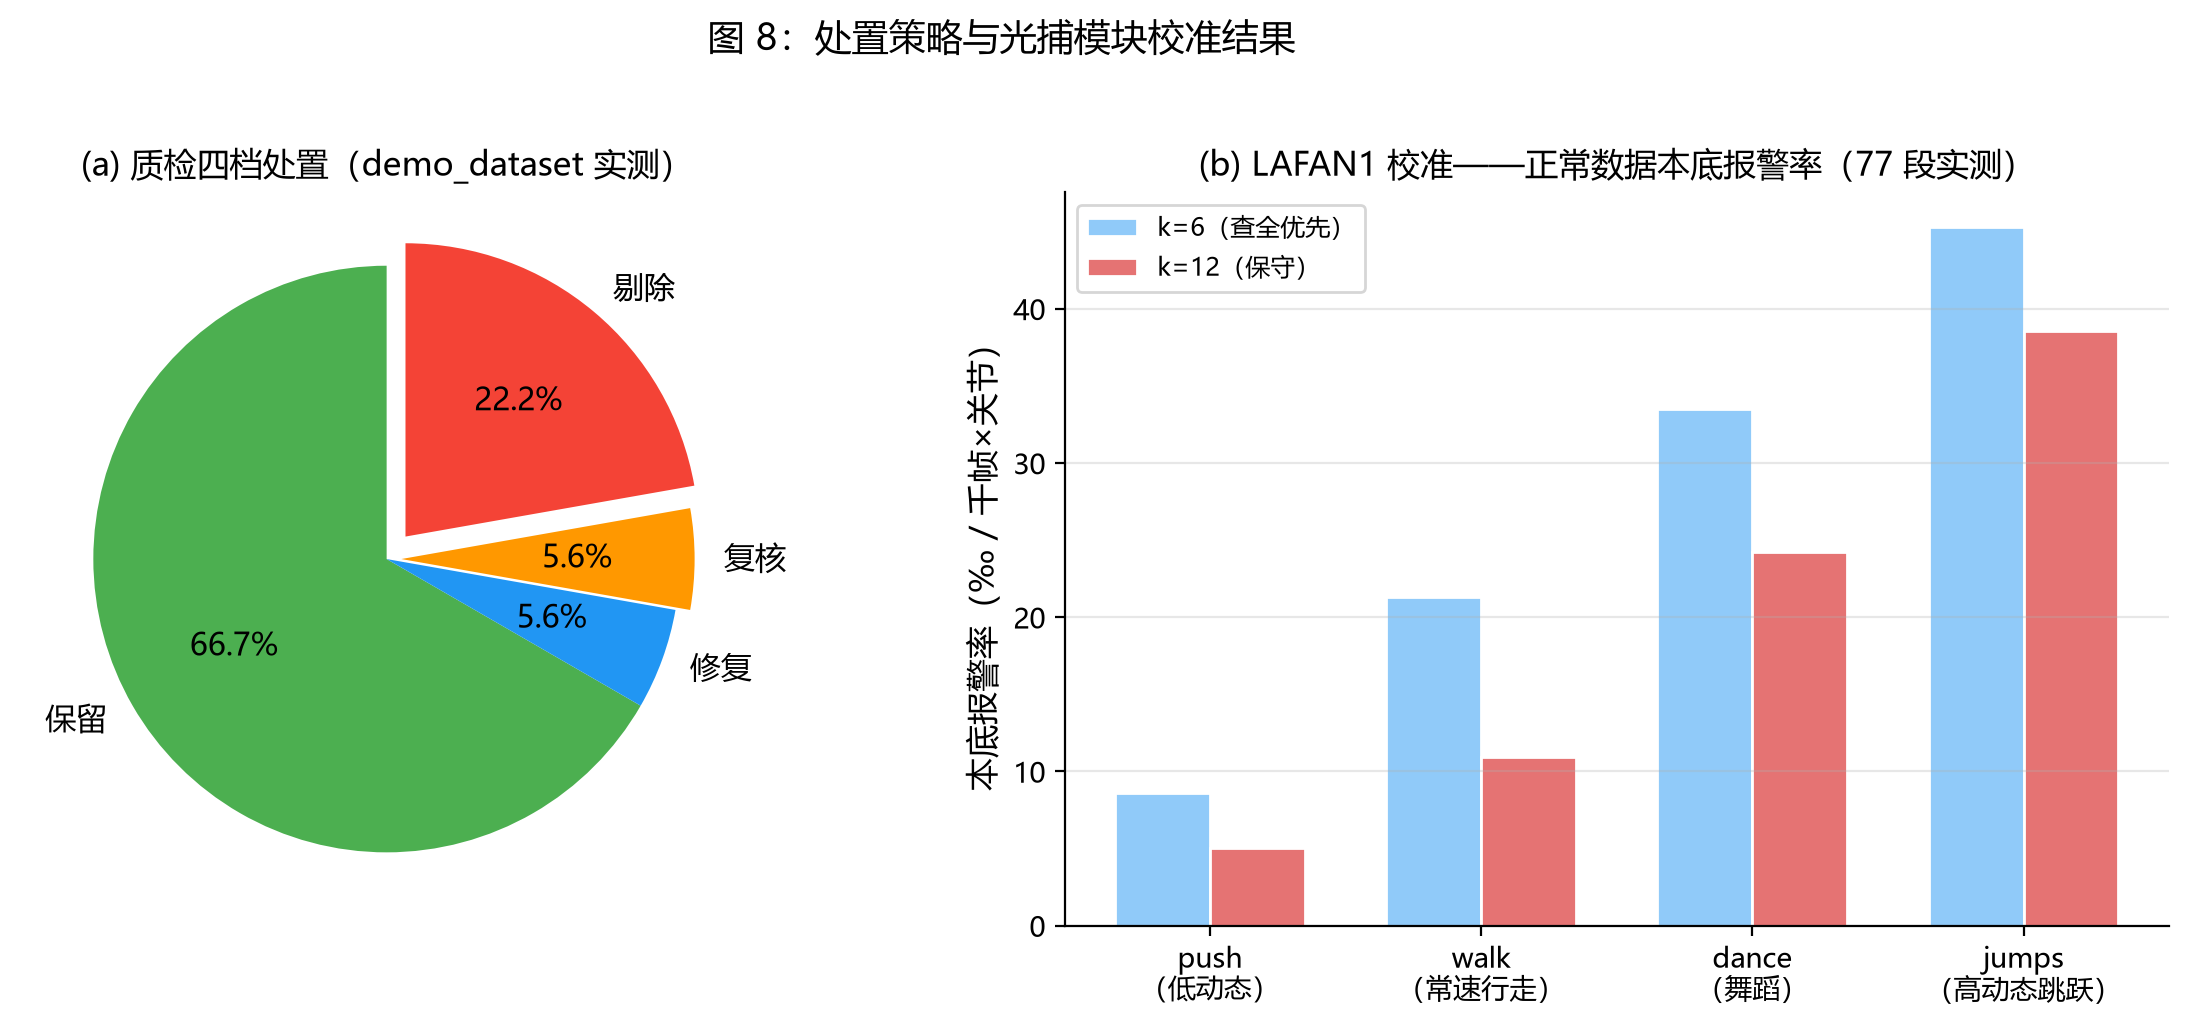 图 8：处置策略与光捕模块校准结果
(a) 质检四档处置（demo_dataset 实测）
剔除
22.2%
复核
5.6%
5.6%
修复
66.7%
保留
(b) LAFAN1 校准——正常数据本底报警率（77 段实测）
k=6（查全优先）
k=12（保守）
本底报警率（‰ / 千帧×关节）
40
30
20
10
0
push
（低动态）
walk
（常速行走）
dance
（舞蹈）
jumps
（高动态跳跃）